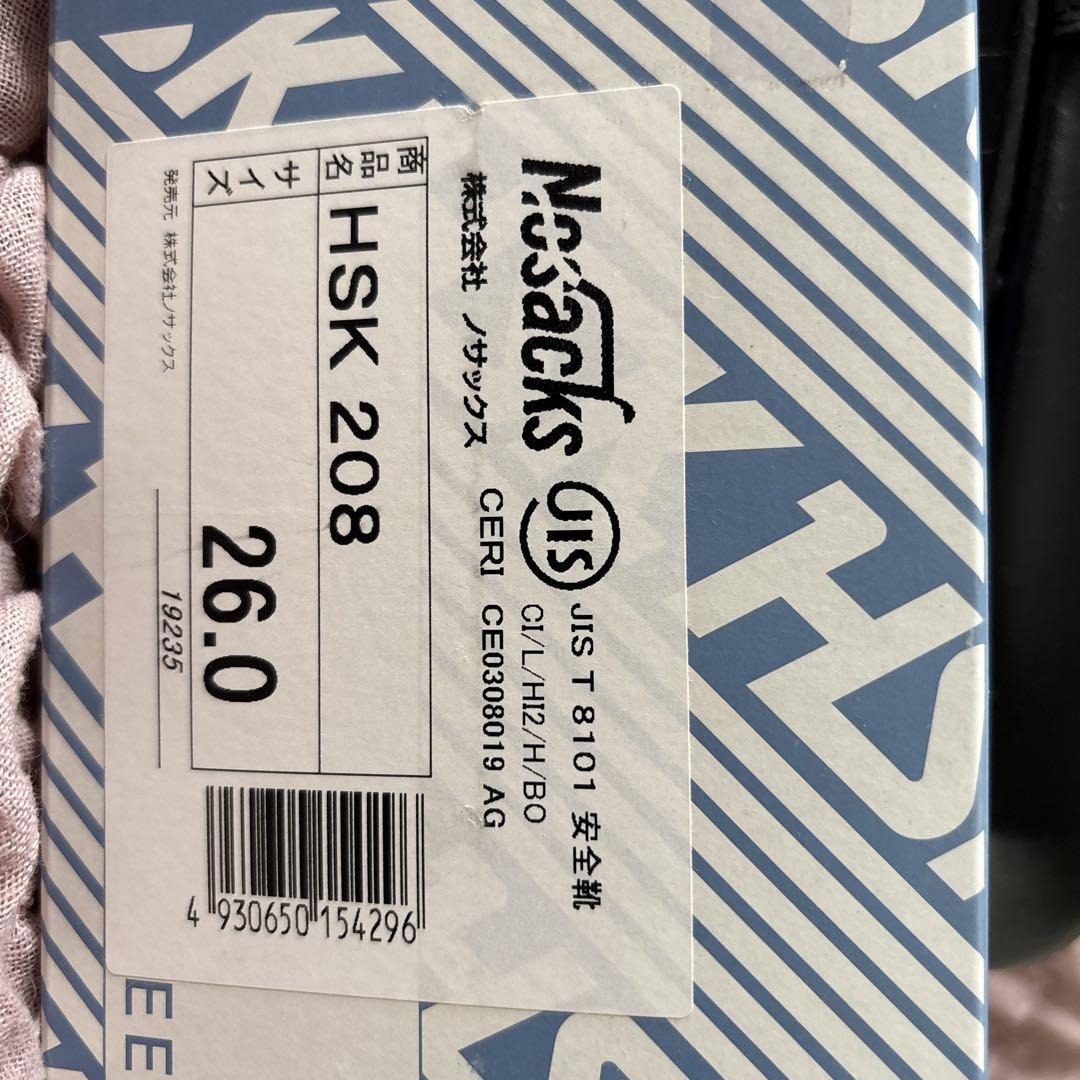 Nosacks JIS JIS T 8101 安全靴
CI/L/HI2/H/BO
株式会社 ノサックス CERI CE0308019 AG
商品名 HSK 208
サイズ 26.0
発売元 株式会社ノサックス
19235
4 930650 154296
EE